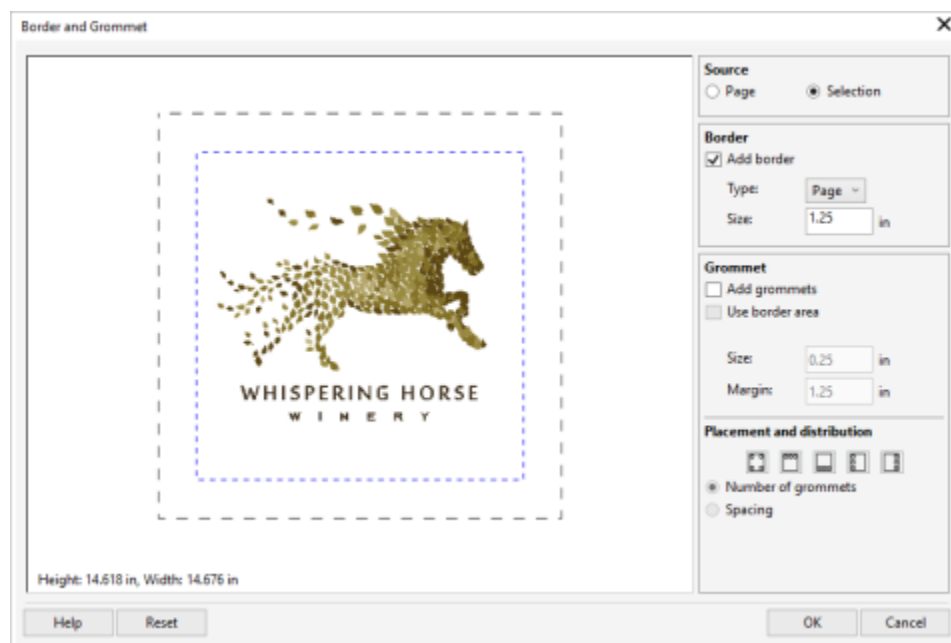 Border and Grommet
Source
Page Selection
Border
Add border
Type: Page
Size: 1.25 in
Grommet
Add grommets
Use border area
Size: 0.25 in
Margin: 1.25 in
Placement and distribution
Number of grommets
Spacing
WHISPERING HORSE
WINERY
Height: 14.618 in, Width: 14.676 in
Help Reset OK Cancel